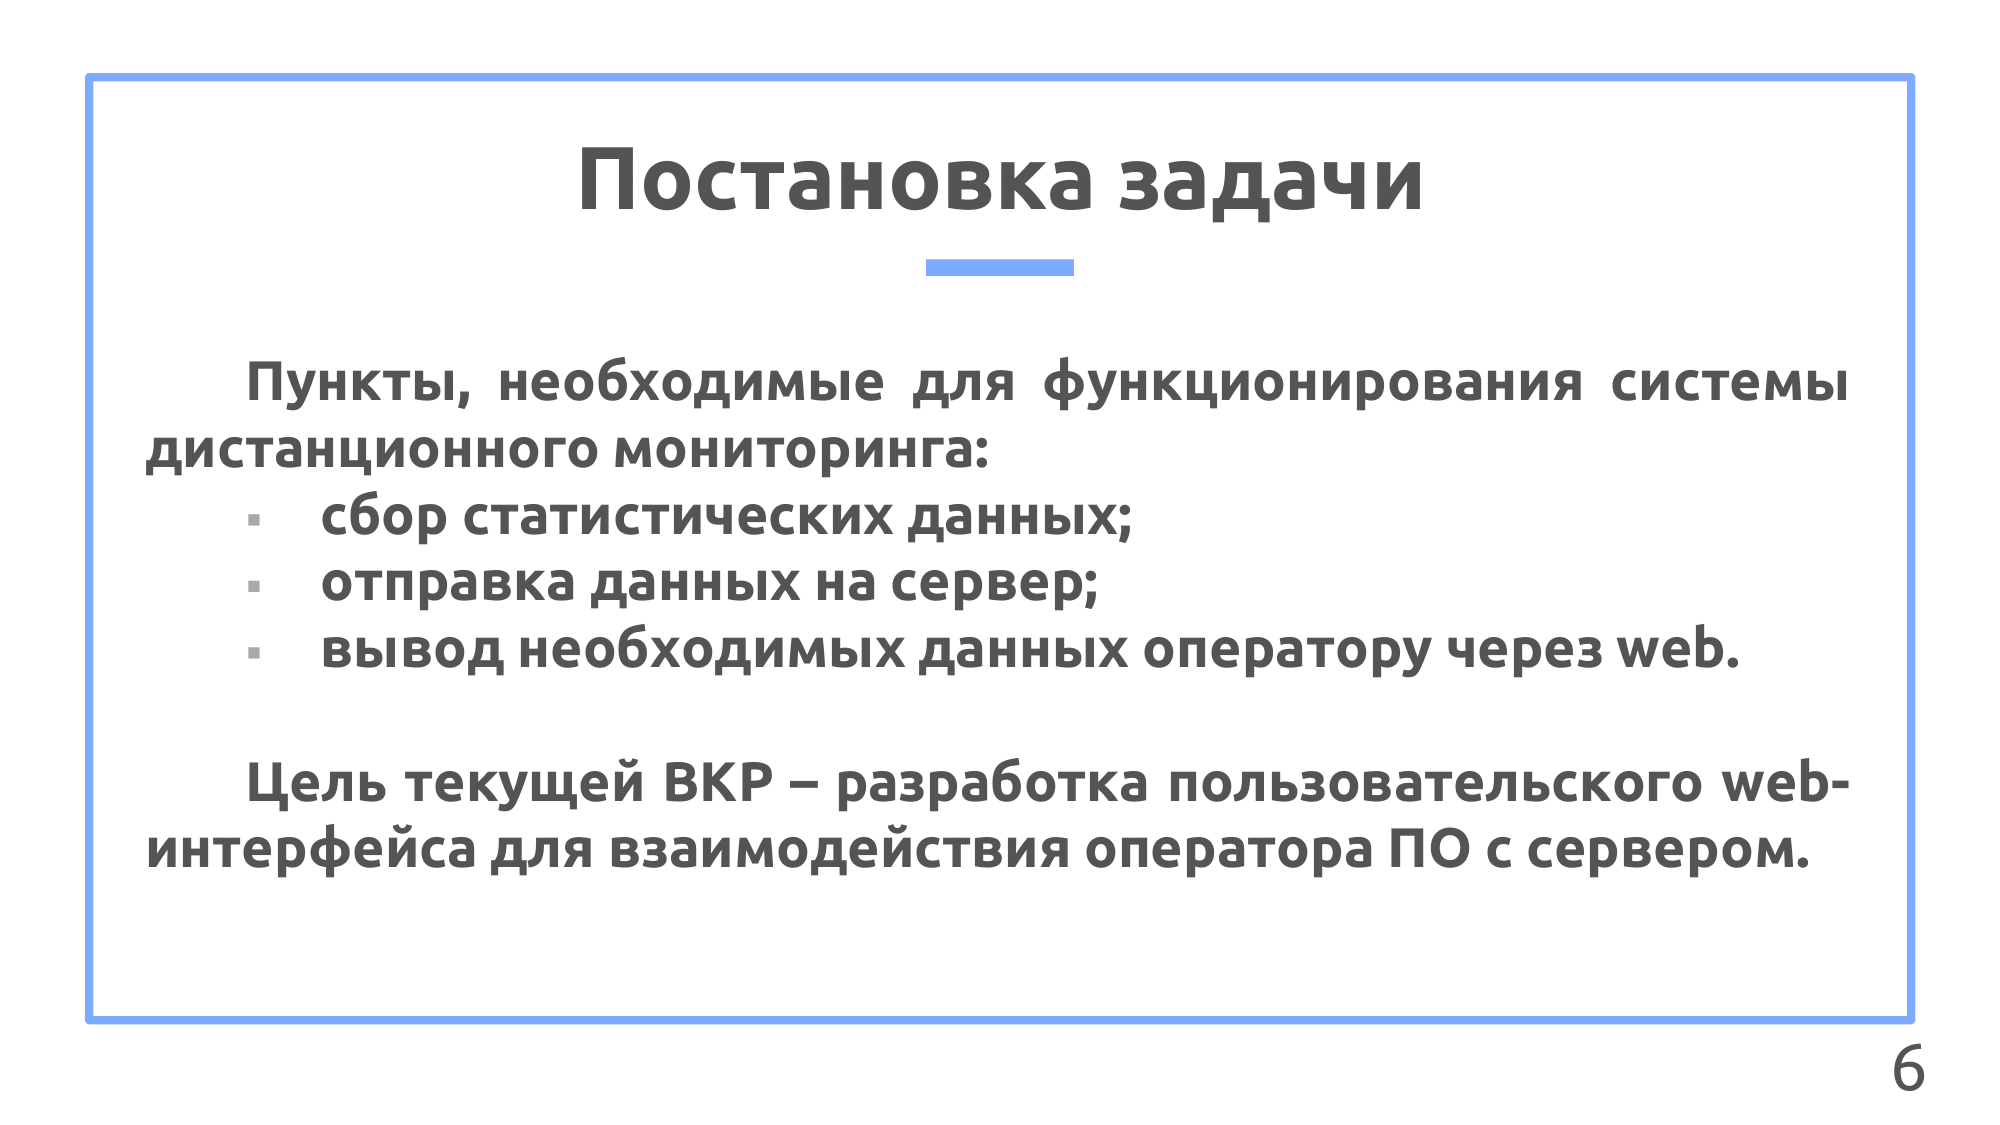 Постановка задачи
Пункты, необходимые для функционирования системы
дистанционного мониторинга:
▪ сбор статистических данных;
▪ отправка данных на сервер;
▪ вывод необходимых данных оператору через web.
Цель текущей ВКР – разработка пользовательского web-
интерфейса для взаимодействия оператора ПО с сервером.
6